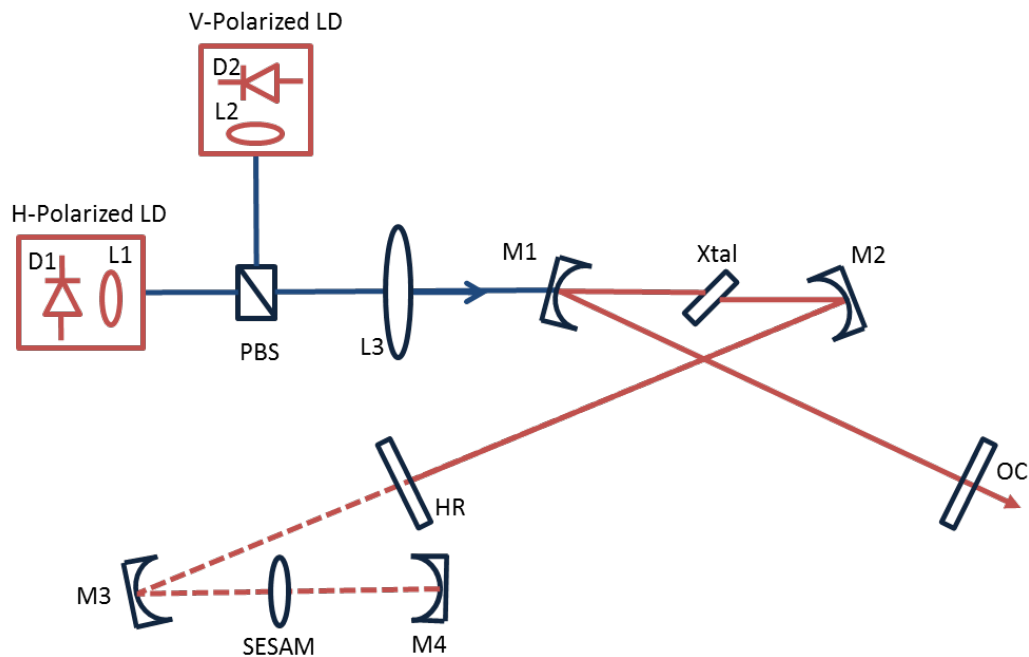 V-Polarized LD
D2
L2
H-Polarized LD
D1
L1
PBS
L3
M1
Xtal
M2
HR
OC
M3
SESAM
M4